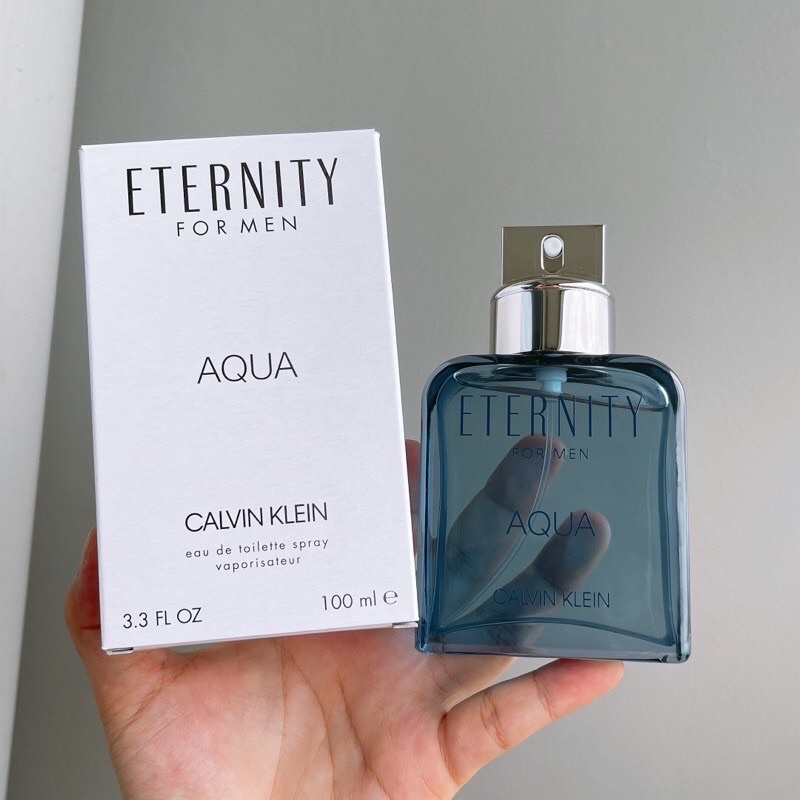 ETERNITY
FOR MEN
AQUA
CALVIN KLEIN
eau de toilette spray
vaporisateur
3.3 FL OZ
100 ml ℮
ETERNITY
FOR MEN
AQUA
CALVIN KLEIN